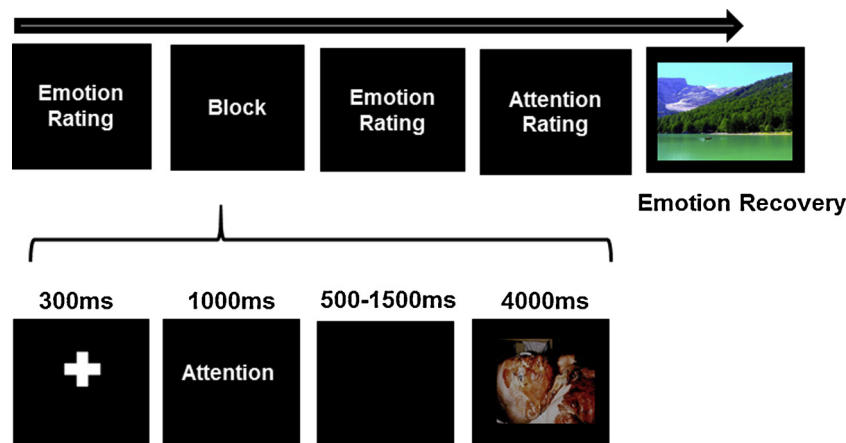 Emotion
Rating
Block
Emotion
Rating
Attention
Rating
Emotion Recovery
300ms
1000ms
500-1500ms
4000ms
Attention